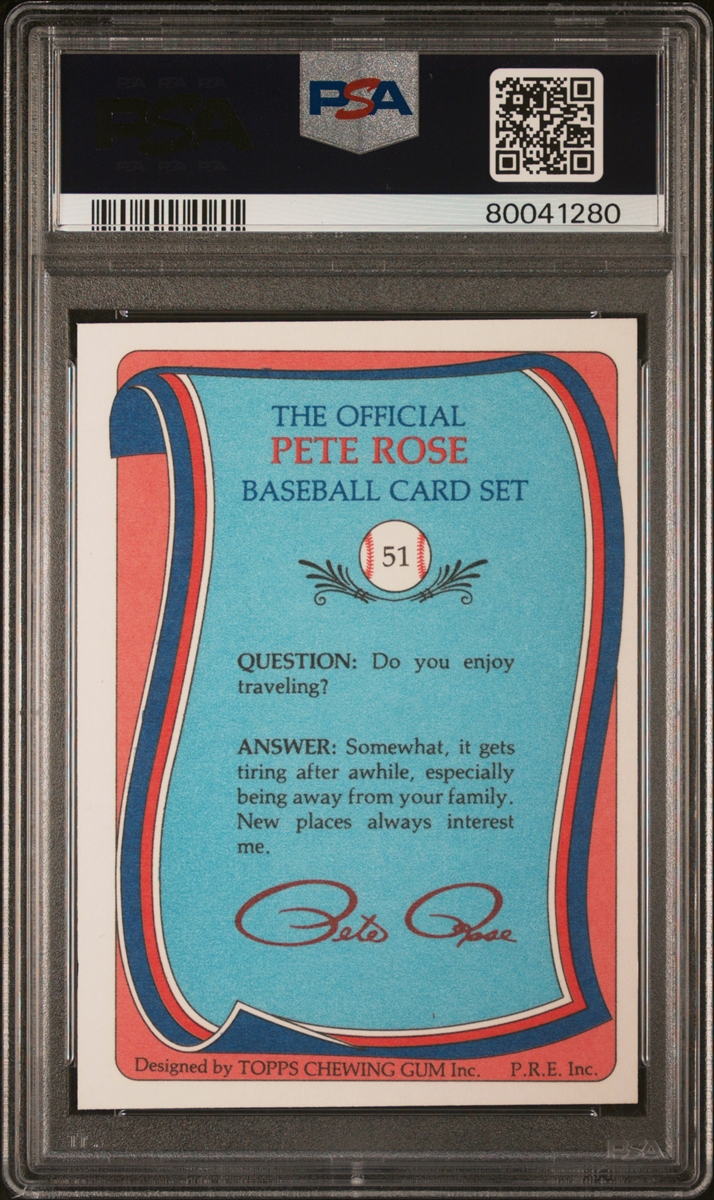 PSA
80041280
THE OFFICIAL
PETE ROSE
BASEBALL CARD SET
51
QUESTION: Do you enjoy
traveling?
ANSWER: Somewhat, it gets
tiring after awhile, especially
being away from your family.
New places always interest
me.
Pete Rose
Designed by TOPPS CHEWING GUM Inc. P.R.E. Inc.
PSA